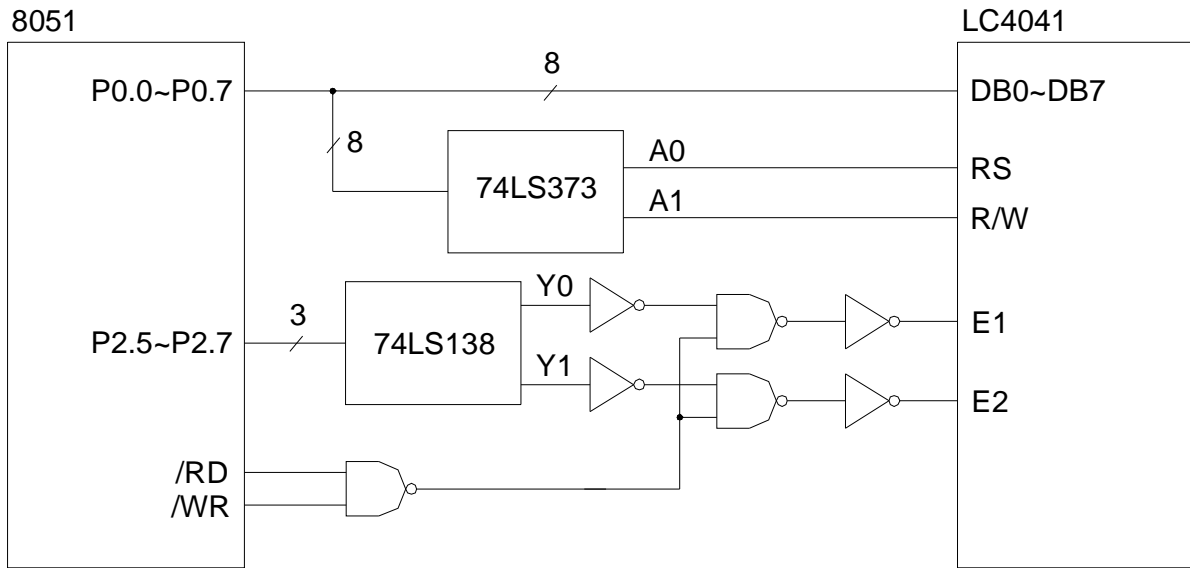 8051
LC4041
P0.0~P0.7
8
DB0~DB7
8
A0
RS
74LS373
A1
R/W
Y0
3
E1
P2.5~P2.7
74LS138
Y1
E2
/RD
/WR